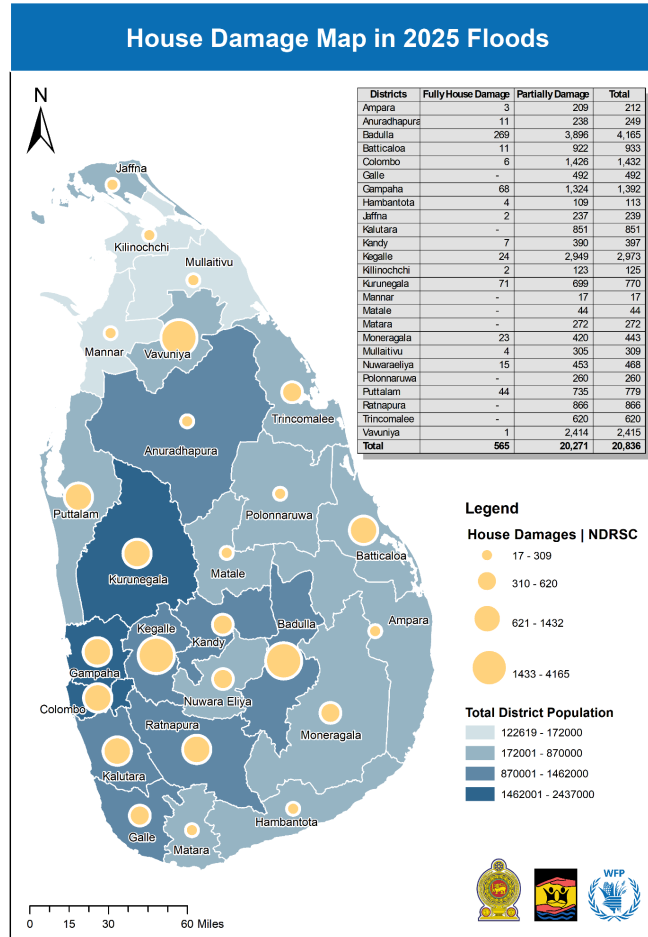 House Damage Map in 2025 Floods
N
Districts Fully House Damage Partially Damage Total
Ampara 3 209 212
Anuradhapura 11 238 249
Badulla 269 3,896 4,165
Batticaloa 11 922 933
Colombo 6 1,426 1,432
Galle - 492 492
Gampaha 68 1,324 1,392
Hambantota 4 109 113
Jaffna 2 237 239
Kalutara - 851 851
Kandy 7 390 397
Kegalle 24 2,949 2,973
Killinochchi 2 123 125
Kurunegala 71 699 770
Mannar - 17 17
Matale - 44 44
Matara - 272 272
Moneragala 23 420 443
Mullaitivu 4 305 309
Nuwaraeliya 15 453 468
Polonnaruwa - 260 260
Puttalam 44 735 779
Ratnapura - 866 866
Trincomalee - 620 620
Vavuniya 1 2,414 2,415
Total 565 20,271 20,836
Jaffna
Kilinochchi
Mullaitivu
Mannar
Vavuniya
Trincomalee
Anuradhapura
Puttalam
Polonnaruwa
Batticaloa
Kurunegala
Matale
Ampara
Kegalle
Kandy
Badulla
Gampaha
Nuwara Eliya
Colombo
Ratnapura
Moneragala
Kalutara
Galle
Matara
Hambantota
Legend
House Damages | NDRSC
17 - 309
310 - 620
621 - 1432
1433 - 4165
Total District Population
122619 - 172000
172001 - 870000
870001 - 1462000
1462001 - 2437000
WFP
0 15 30 60 Miles